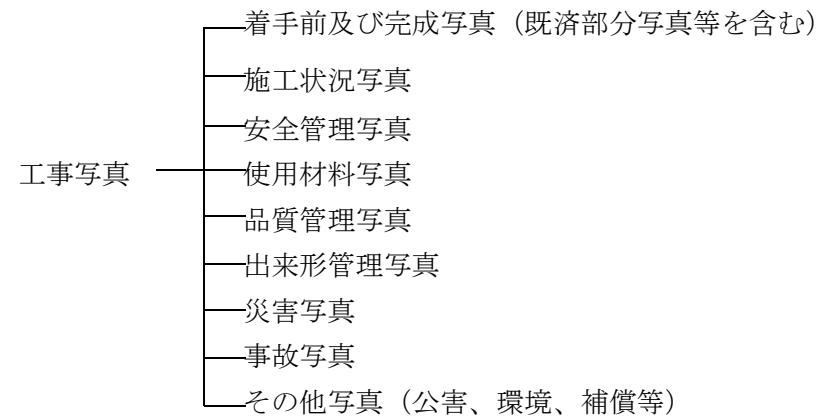 着手前及び完成写真（既済部分写真等を含む）
施工状況写真
安全管理写真
工事写真
使用材料写真
品質管理写真
出来形管理写真
災害写真
事故写真
その他写真（公害、環境、補償等）